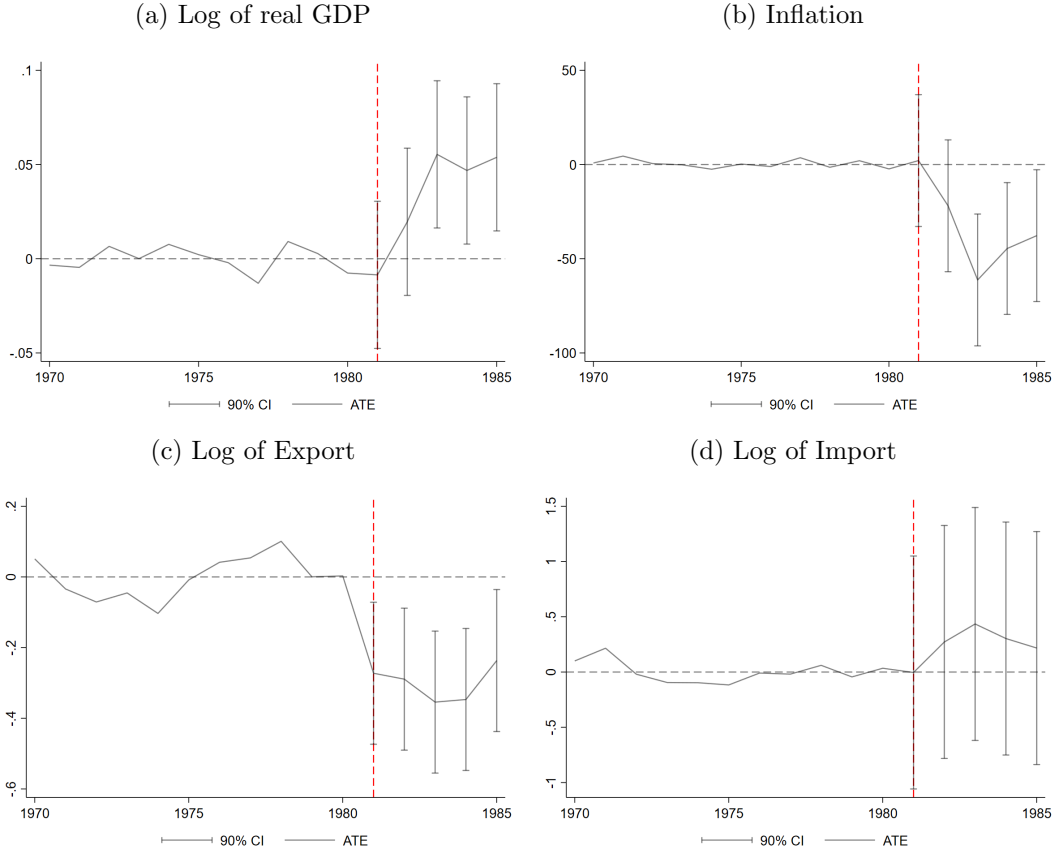 (a) Log of real GDP
.1
.05
0
-.05
1970 1975 1980 1985
90% CI ATE
(b) Inflation
50
0
-50
-100
1970 1975 1980 1985
90% CI ATE
(c) Log of Export
.2
0
-.2
-.4
-.6
1970 1975 1980 1985
90% CI ATE
(d) Log of Import
1.5
1
.5
0
-.5
-1
1970 1975 1980 1985
90% CI ATE